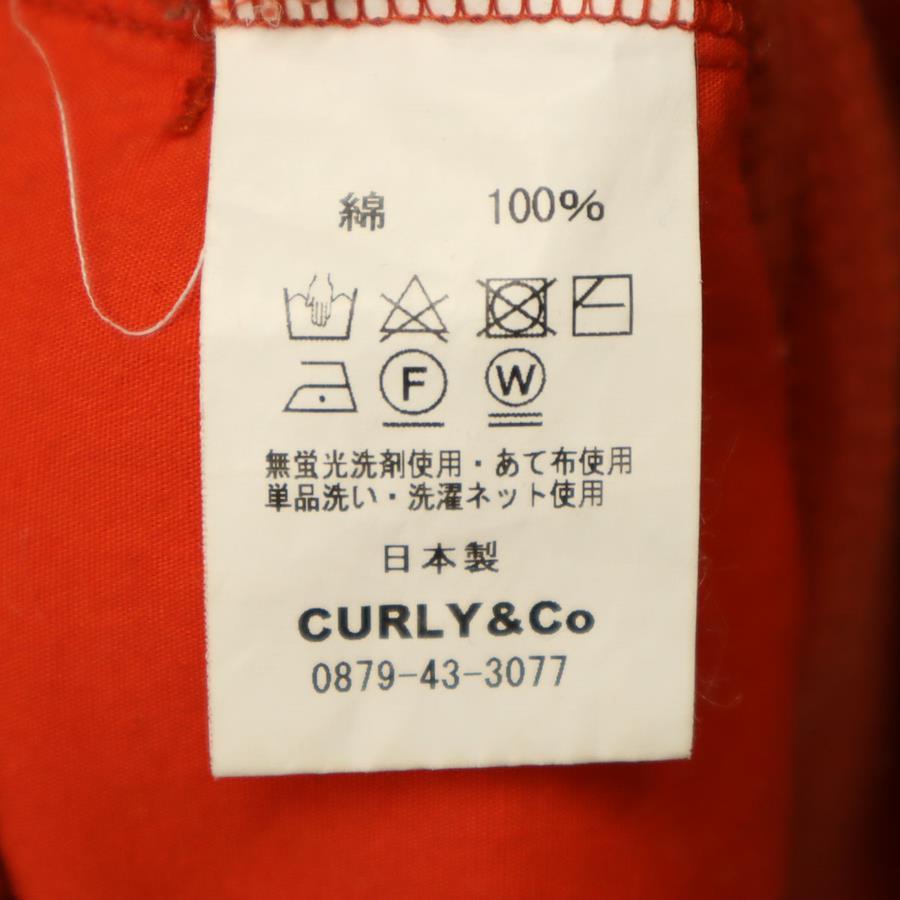 綿 100%
F W
無蛍光洗剤使用・あて布使用
単品洗い・洗濯ネット使用
日本製
CURLY&Co
0879-43-3077